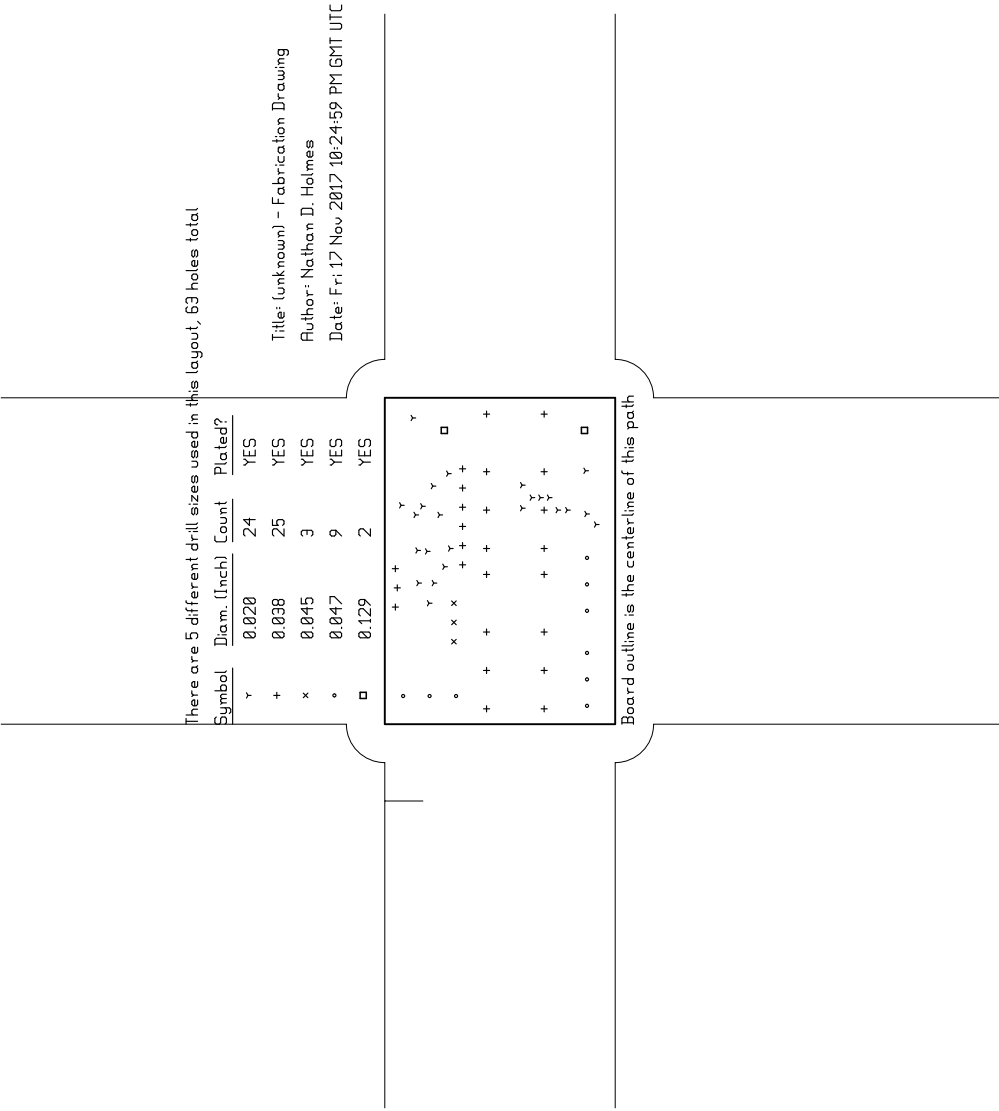 Title: (unknown) - Fabrication Drawing
Author: Nathan D. Holmes
Date: Fri 17 Nov 2017 10:24:59 PM GMT UTC
There are 5 different drill sizes used in this layout, 63 holes total
Symbol Diam. (Inch) Count Plated?
0.020 24 YES
0.038 25 YES
0.045 3 YES
0.047 9 YES
0.129 2 YES
Board outline is the centerline of this path